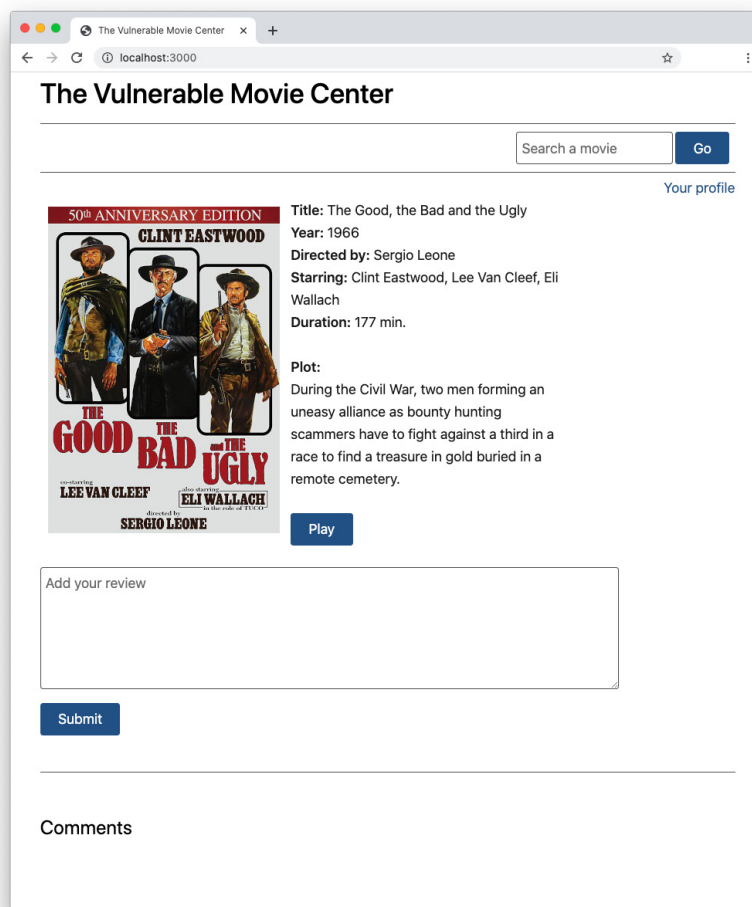 The Vulnerable Movie Center
localhost:3000
The Vulnerable Movie Center
Search a movie
Go
Your profile
50th ANNIVERSARY EDITION
CLINT EASTWOOD
THE
GOOD
THE
BAD
and THE
UGLY
co-starring
LEE VAN CLEEF
also starring
ELI WALLACH
in the role of TUCO
directed by
SERGIO LEONE
Title: The Good, the Bad and the Ugly
Year: 1966
Directed by: Sergio Leone
Starring: Clint Eastwood, Lee Van Cleef, Eli
Wallach
Duration: 177 min.
Plot:
During the Civil War, two men forming an
uneasy alliance as bounty hunting
scammers have to fight against a third in a
race to find a treasure in gold buried in a
remote cemetery.
Play
Add your review
Submit
Comments